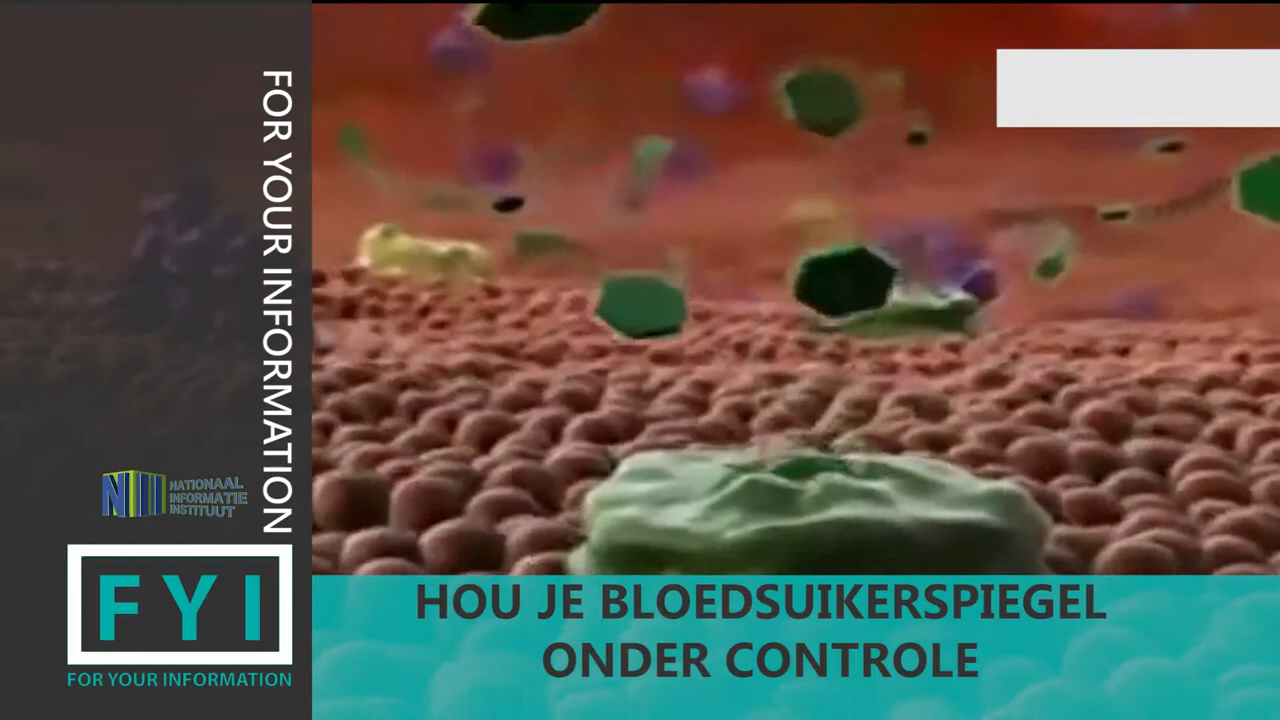 FOR YOUR INFORMATION
NATIONAAL
INFORMATIE
INSTITUUT
FYI
FOR YOUR INFORMATION
HOU JE BLOEDSUIKERSPIEGEL
ONDER CONTROLE